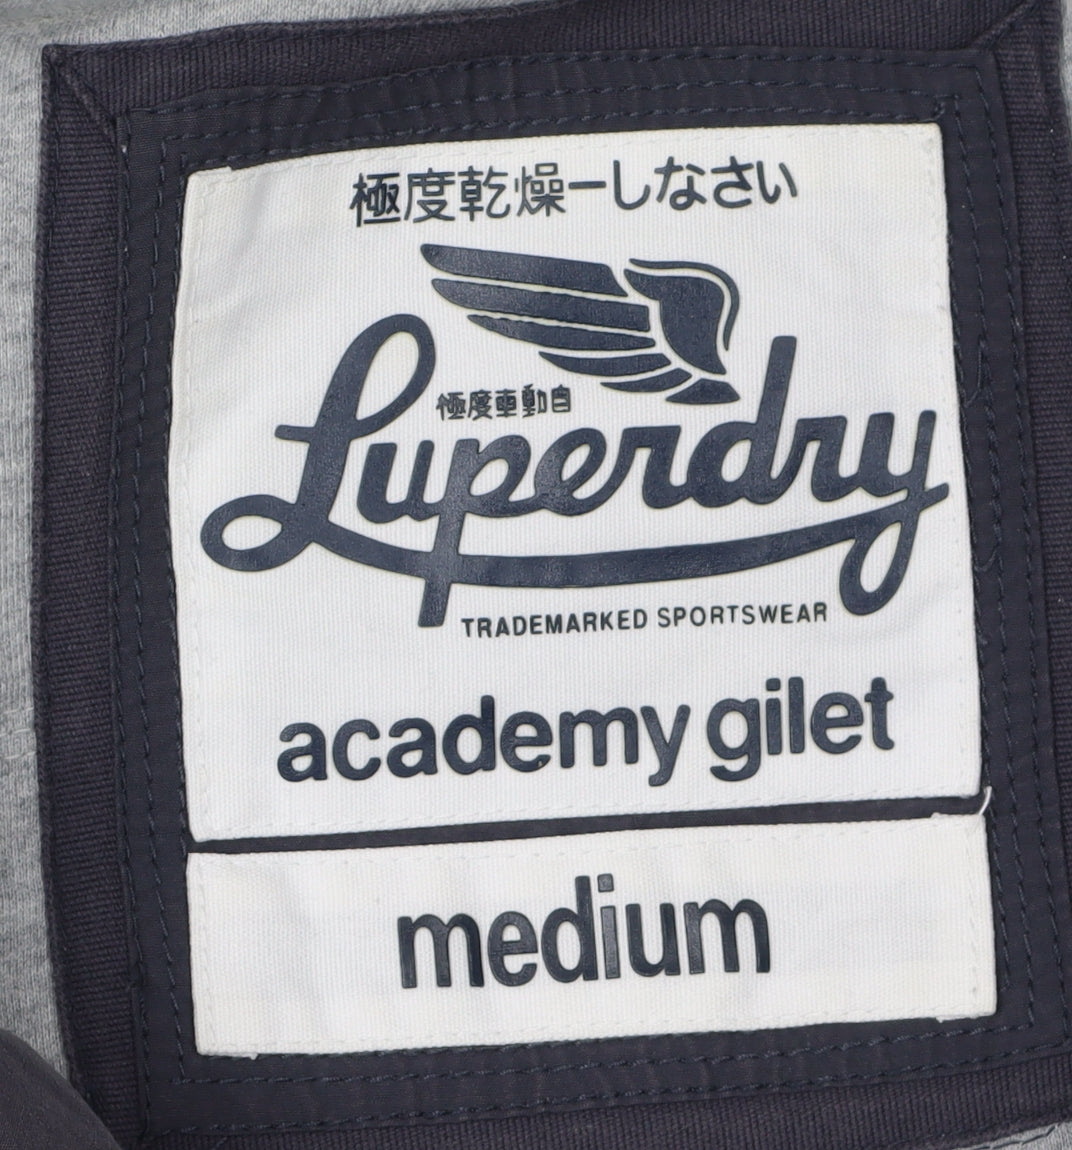 極度乾燥ーしなさい
極度車動自
Superdry
TRADEMARKED SPORTSWEAR
academy gilet
medium